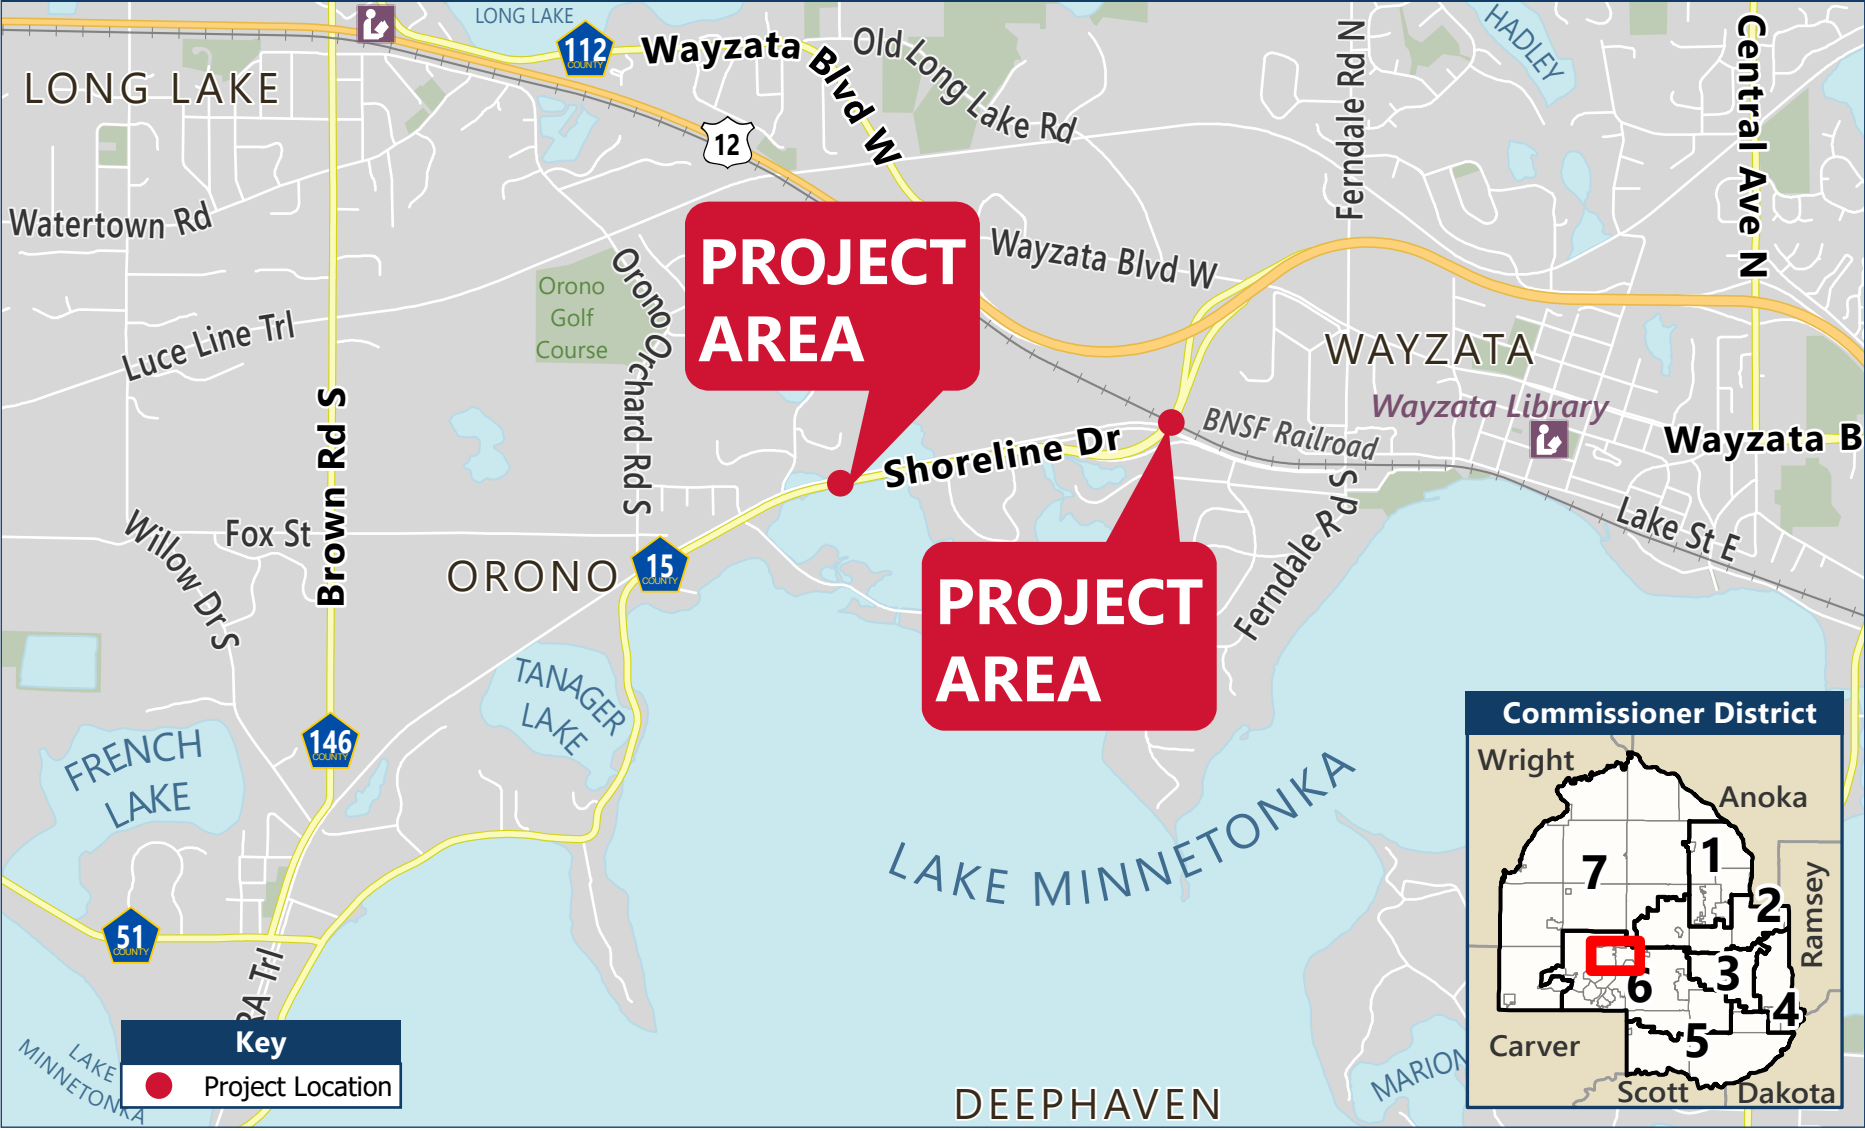 LONG LAKE
112
COUNTY
Wayzata Blvd W
Old Long Lake Rd
Ferndale Rd N
HADLEY
Central Ave N
LONG LAKE
12
Watertown Rd
PROJECT
AREA
Wayzata Blvd W
Orono
Golf
Course
Orono Orchard Rd S
Luce Line Trl
WAYZATA
Wayzata Library
Brown Rd S
BNSF Railroad
Shoreline Dr
Wayzata B
Willow Dr S
Fox St
Lake St E
ORONO
15
COUNTY
Ferndale Rd S
PROJECT
AREA
TANAGER
LAKE
146
COUNTY
FRENCH
LAKE
LAKE MINNETONKA
51
COUNTY
RA Trl
LAKE
MINNETONKA
Key
Project Location
DEEPHAVEN
MARION
Commissioner District
Wright
Anoka
1
7
2
Ramsey
3
6
4
5
Carver
Scott
Dakota